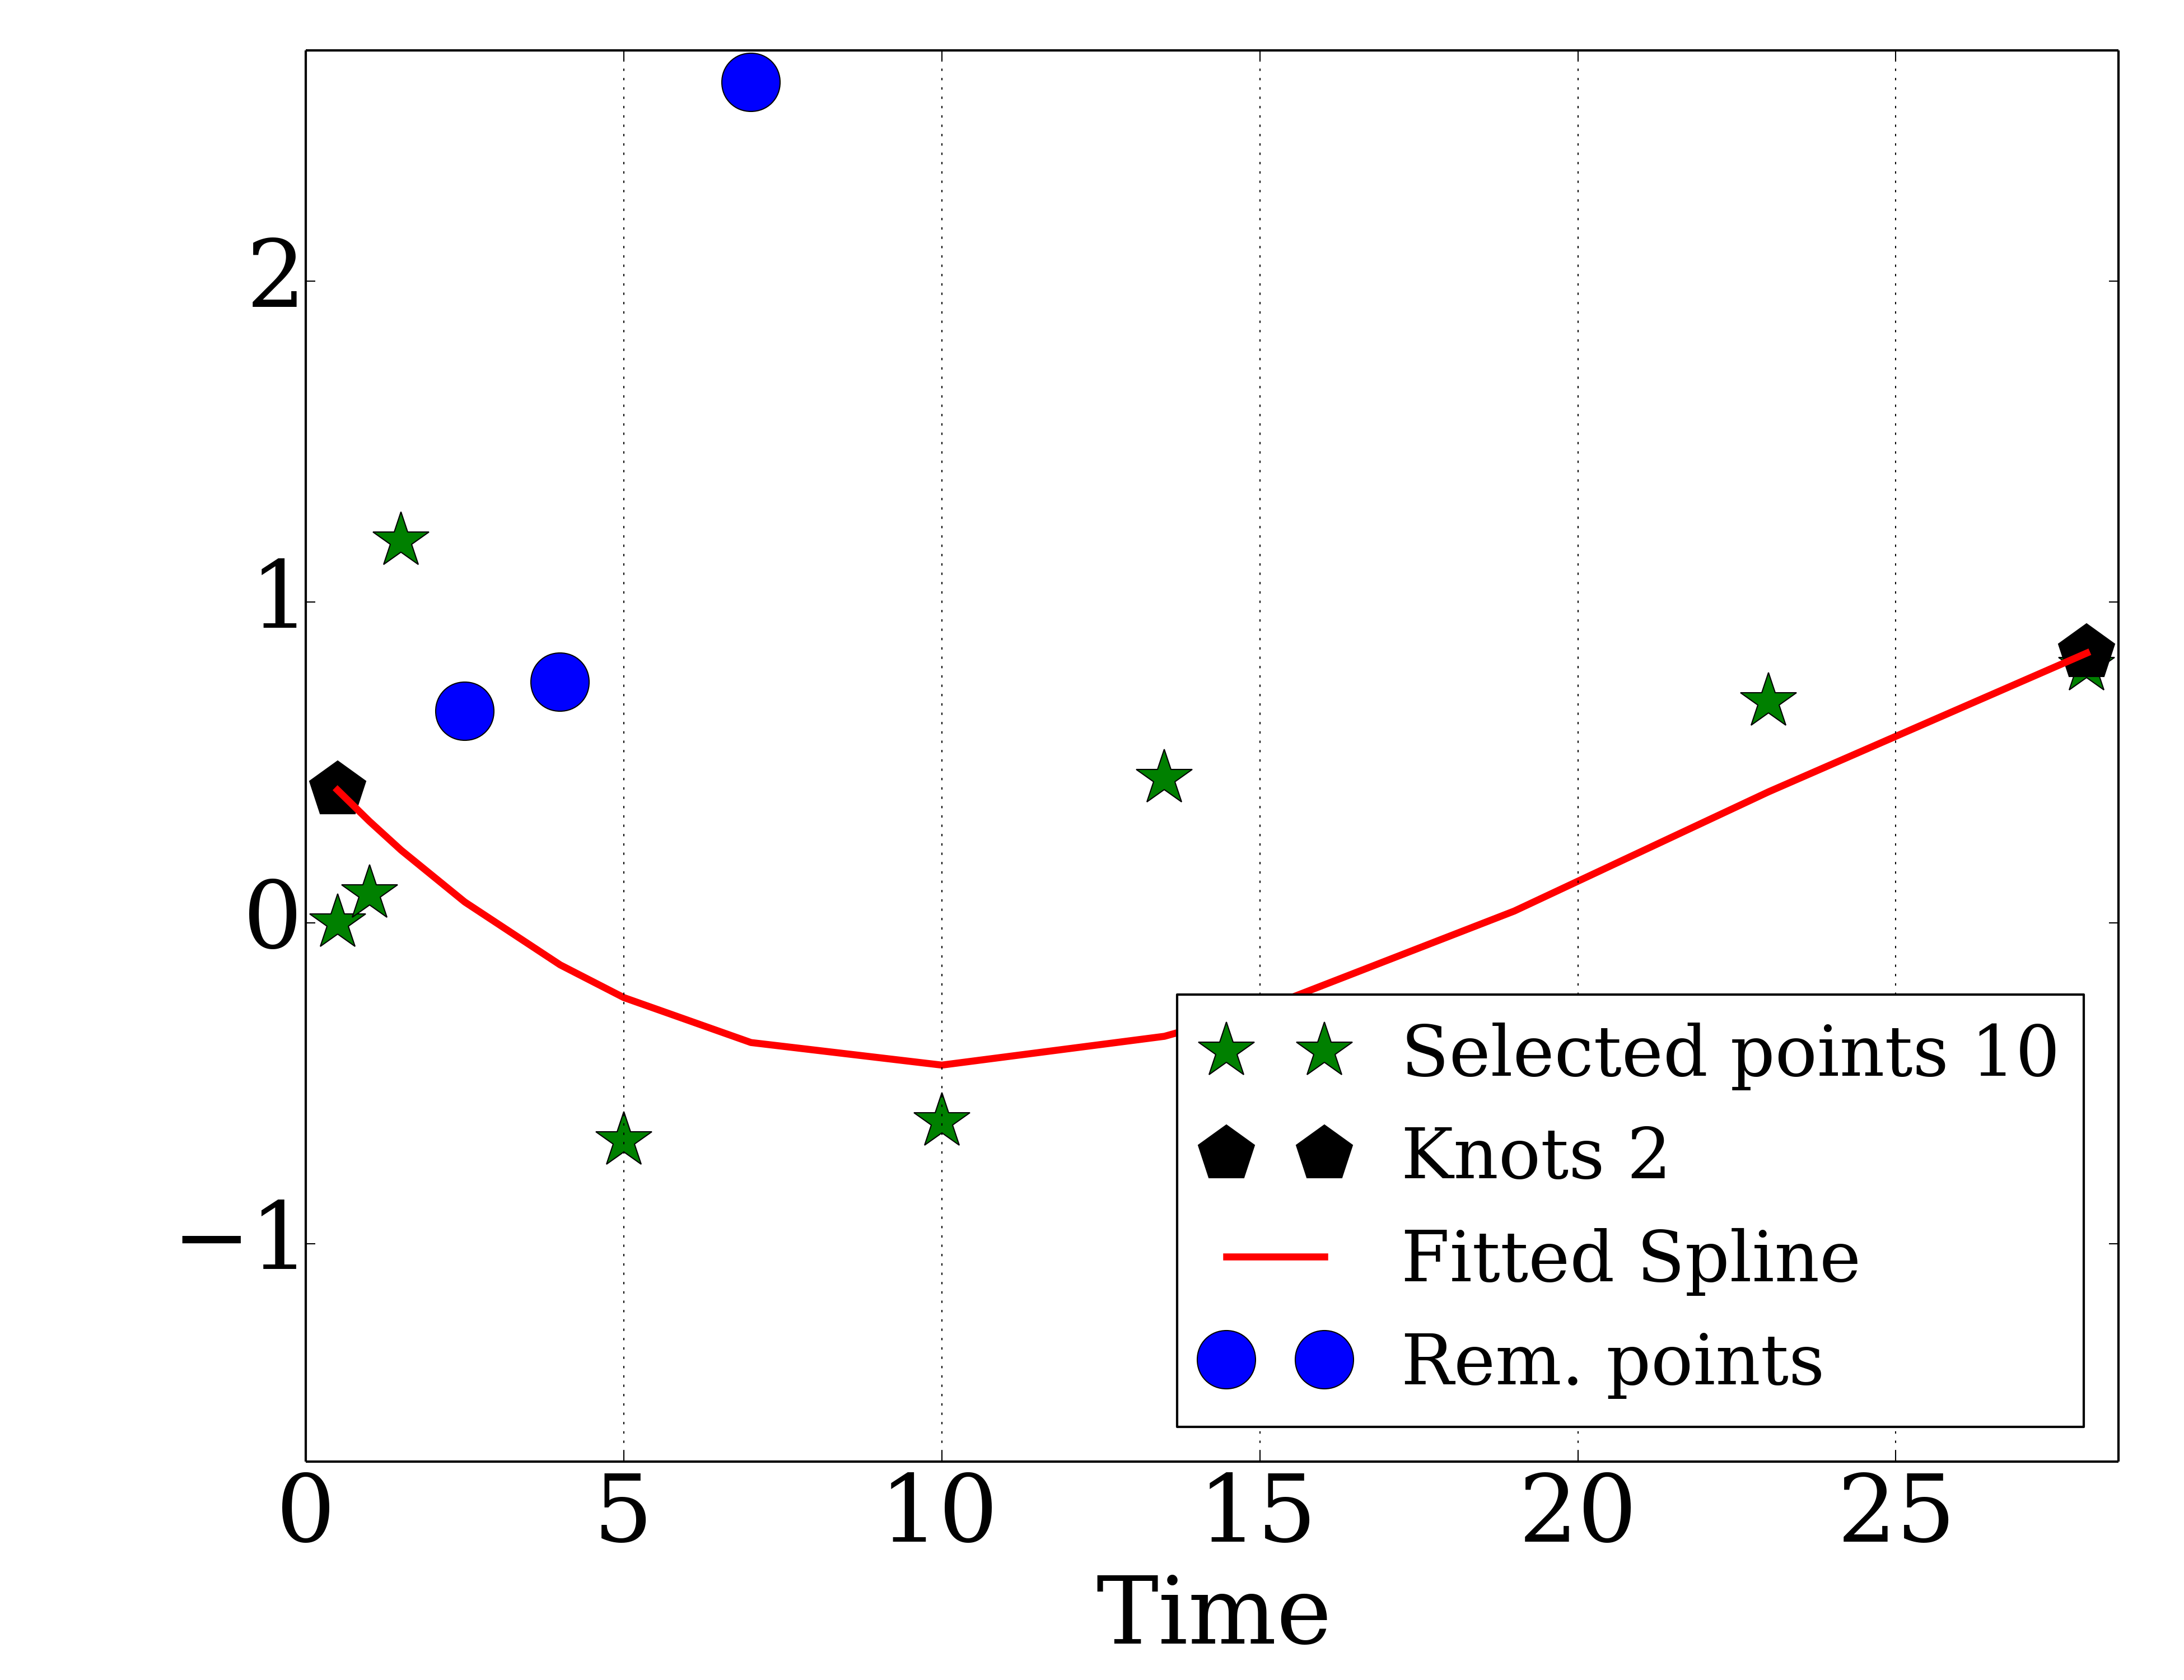 2
1
0
−1
Selected points 10
Knots 2
Fitted Spline
Rem. points
0 5 10 15 20 25
Time